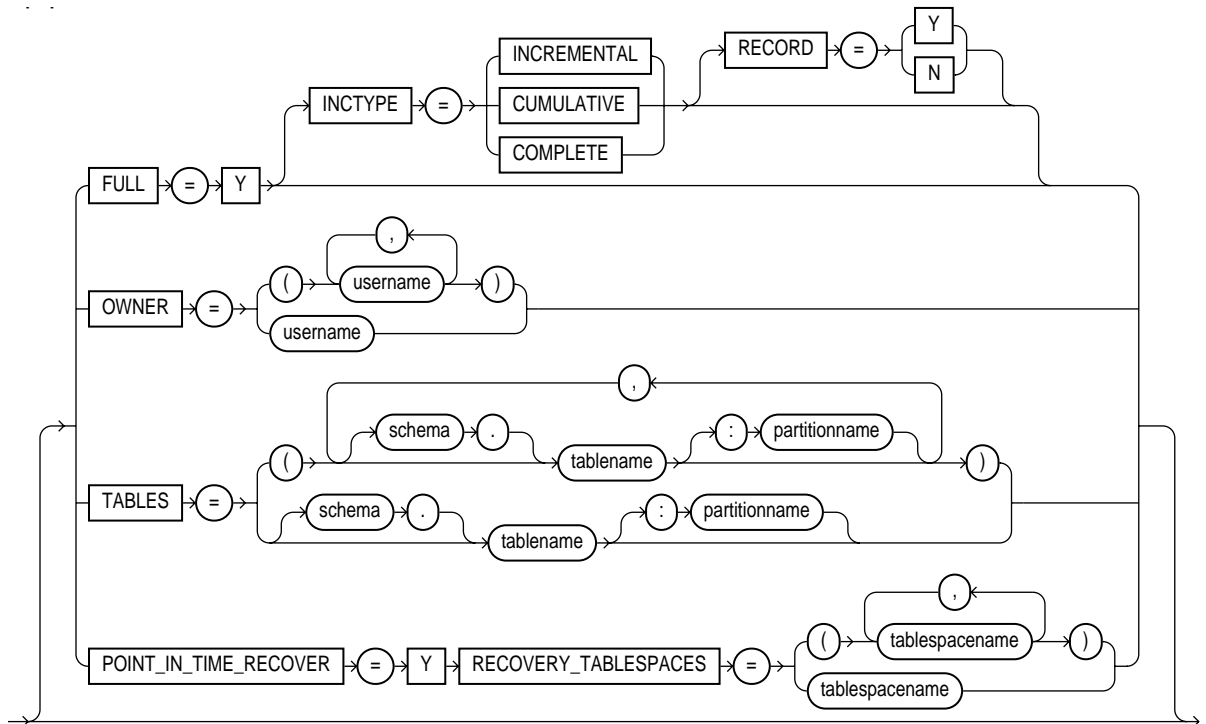 INCTYPE = INCREMENTAL CUMULATIVE COMPLETE RECORD = Y N
FULL = Y
OWNER = ( username , )
username
TABLES = ( schema . tablename : partitionname , )
schema . tablename : partitionname
POINT_IN_TIME_RECOVER = Y RECOVERY_TABLESPACES = ( tablespacename , )
tablespacename